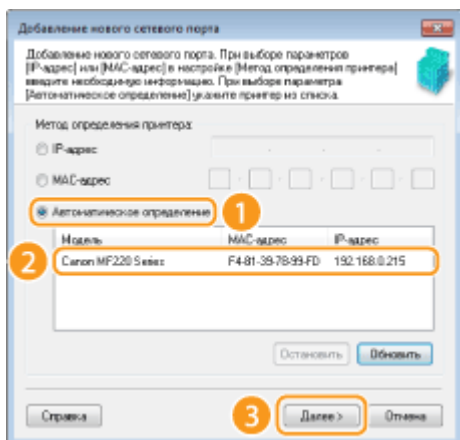 Добавление нового сетевого порта
Добавление нового сетевого порта. При выборе параметров
[IP-адрес] или [MAC-адрес] в настройке [Метод определения принтера]
введите необходимую информацию. При выборе параметра
[Автоматическое определение] укажите принтер из списка.
Метод определения принтера:
IP-адрес
MAC-адрес
Автоматическое определение 1
Модель MAC-адрес IP-адрес
2 Canon MF220 Series F4-81-39-78-99-FD 192.168.0.215
Остановить Обновить
Справка 3 Далее > Отмена